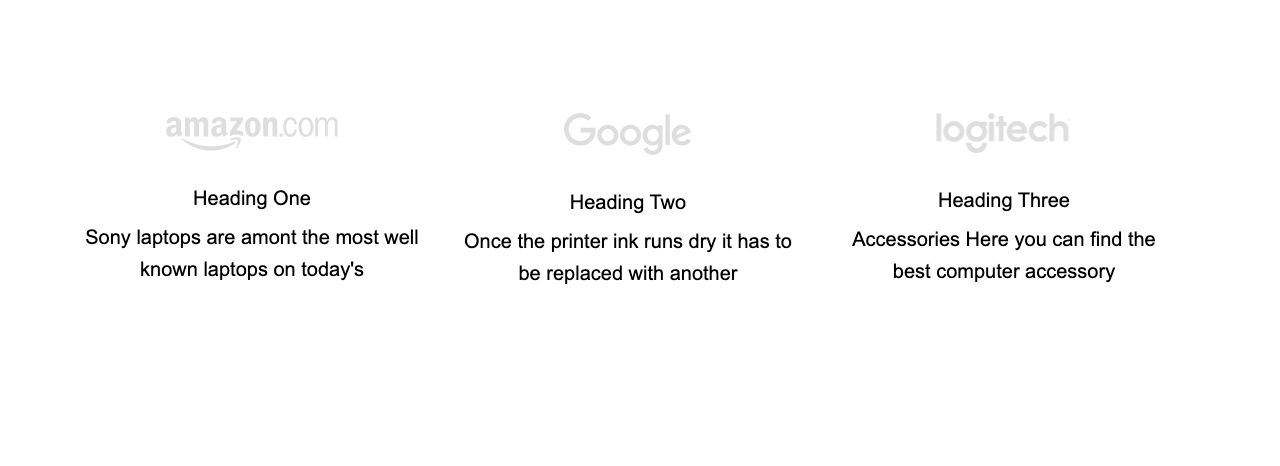 amazon.com
Heading One
Sony laptops are amont the most well
known laptops on today's
Google
Heading Two
Once the printer ink runs dry it has to
be replaced with another
logitech
Heading Three
Accessories Here you can find the
best computer accessory